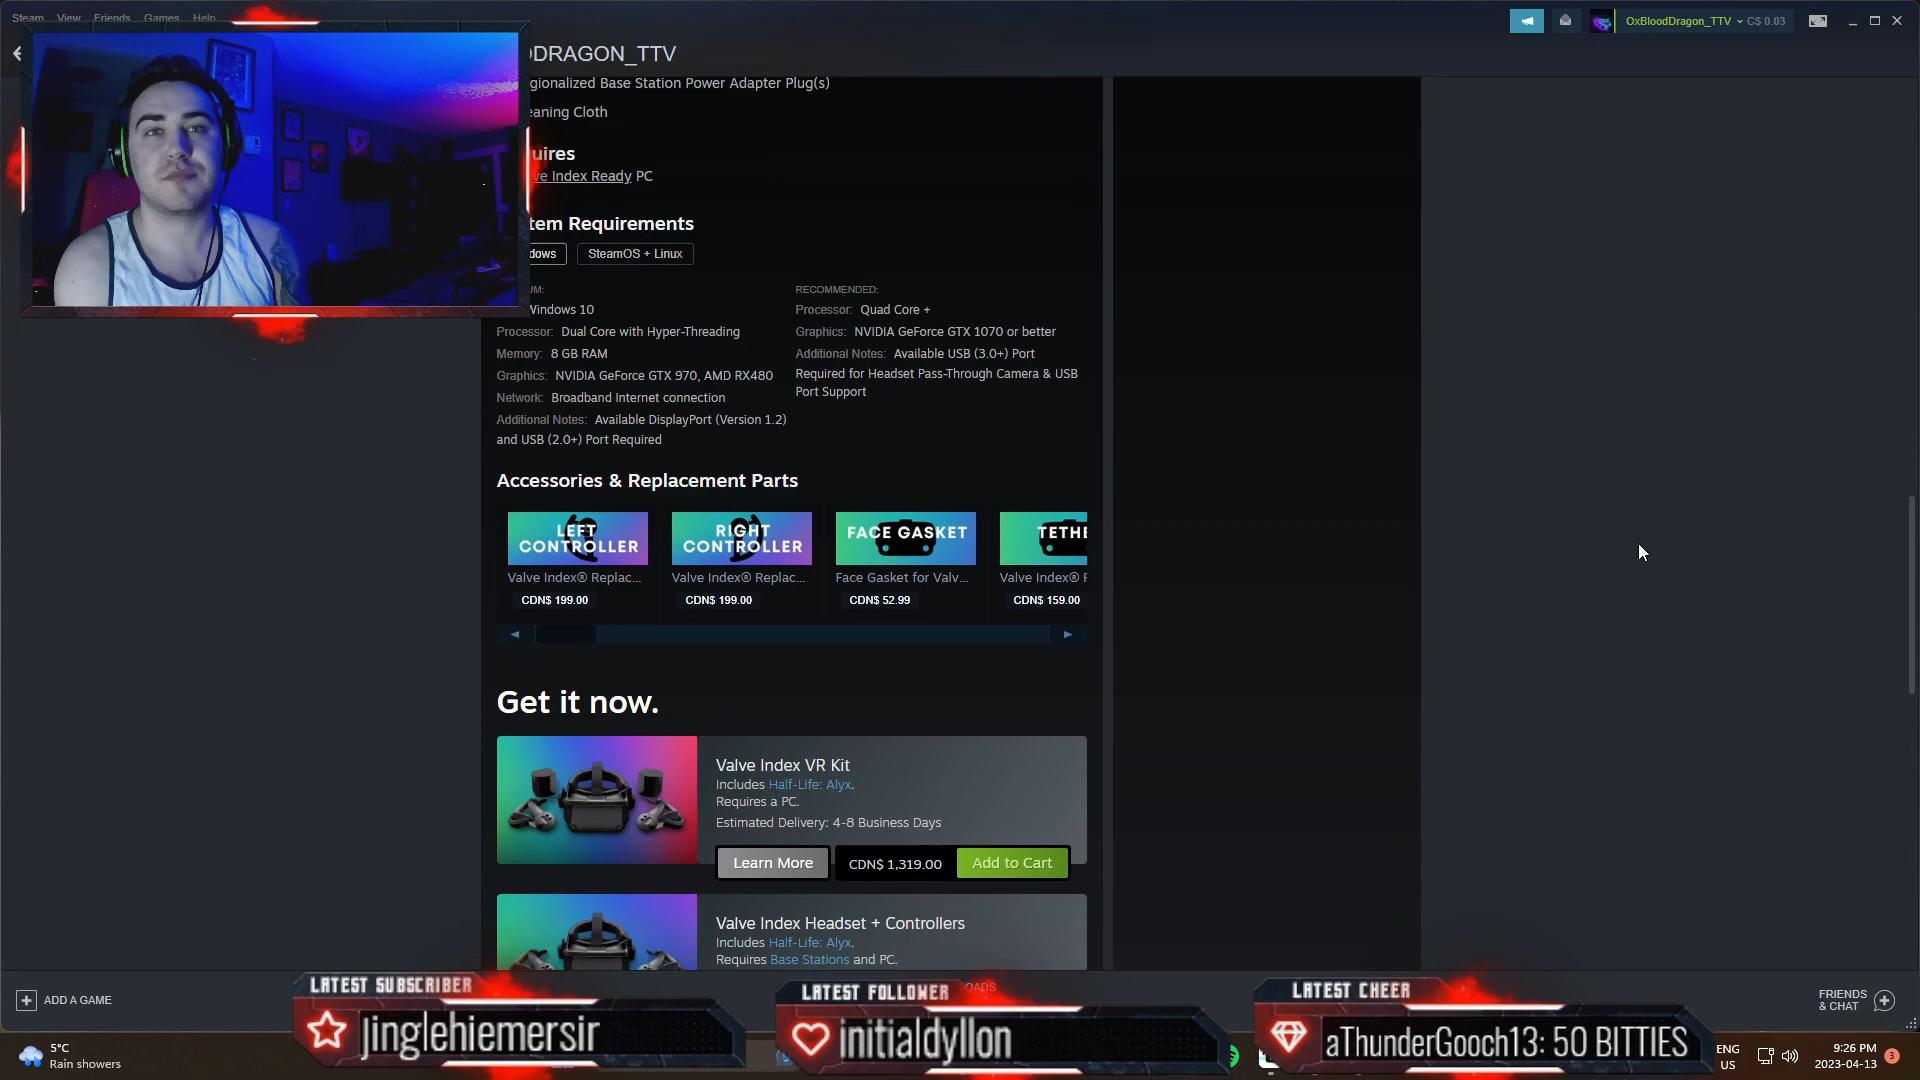 Steam View Friends Games Help
OxBloodDragon_TTV C$ 0.03
DRAGON_TTV
gionalized Base Station Power Adapter Plug(s)
eaning Cloth
uires
ve Index Ready PC
tem Requirements
dows SteamOS + Linux
UM:
Windows 10
Processor: Dual Core with Hyper-Threading
Memory: 8 GB RAM
Graphics: NVIDIA GeForce GTX 970, AMD RX480
Network: Broadband Internet connection
Additional Notes: Available DisplayPort (Version 1.2)
and USB (2.0+) Port Required
RECOMMENDED:
Processor: Quad Core +
Graphics: NVIDIA GeForce GTX 1070 or better
Additional Notes: Available USB (3.0+) Port
Required for Headset Pass-Through Camera & USB
Port Support
Accessories & Replacement Parts
LEFT
CONTROLLER
Valve Index® Replac...
CDN$ 199.00
RIGHT
CONTROLLER
Valve Index® Replac...
CDN$ 199.00
FACE GASKET
Face Gasket for Valv...
CDN$ 52.99
TETHE
Valve Index® R
CDN$ 159.00
Get it now.
Valve Index VR Kit
Includes Half-Life: Alyx.
Requires a PC.
Estimated Delivery: 4-8 Business Days
Learn More CDN$ 1,319.00 Add to Cart
Valve Index Headset + Controllers
Includes Half-Life: Alyx.
Requires Base Stations and PC.
ADD A GAME
OADS
FRIENDS
& CHAT
LATEST SUBSCRIBER
Jinglehiemersir
LATEST FOLLOWER
initialdyllon
LATEST CHEER
aThunderGooch13: 50 BITTIES
5°C
Rain showers
ENG
US
9:26 PM
2023-04-13
3